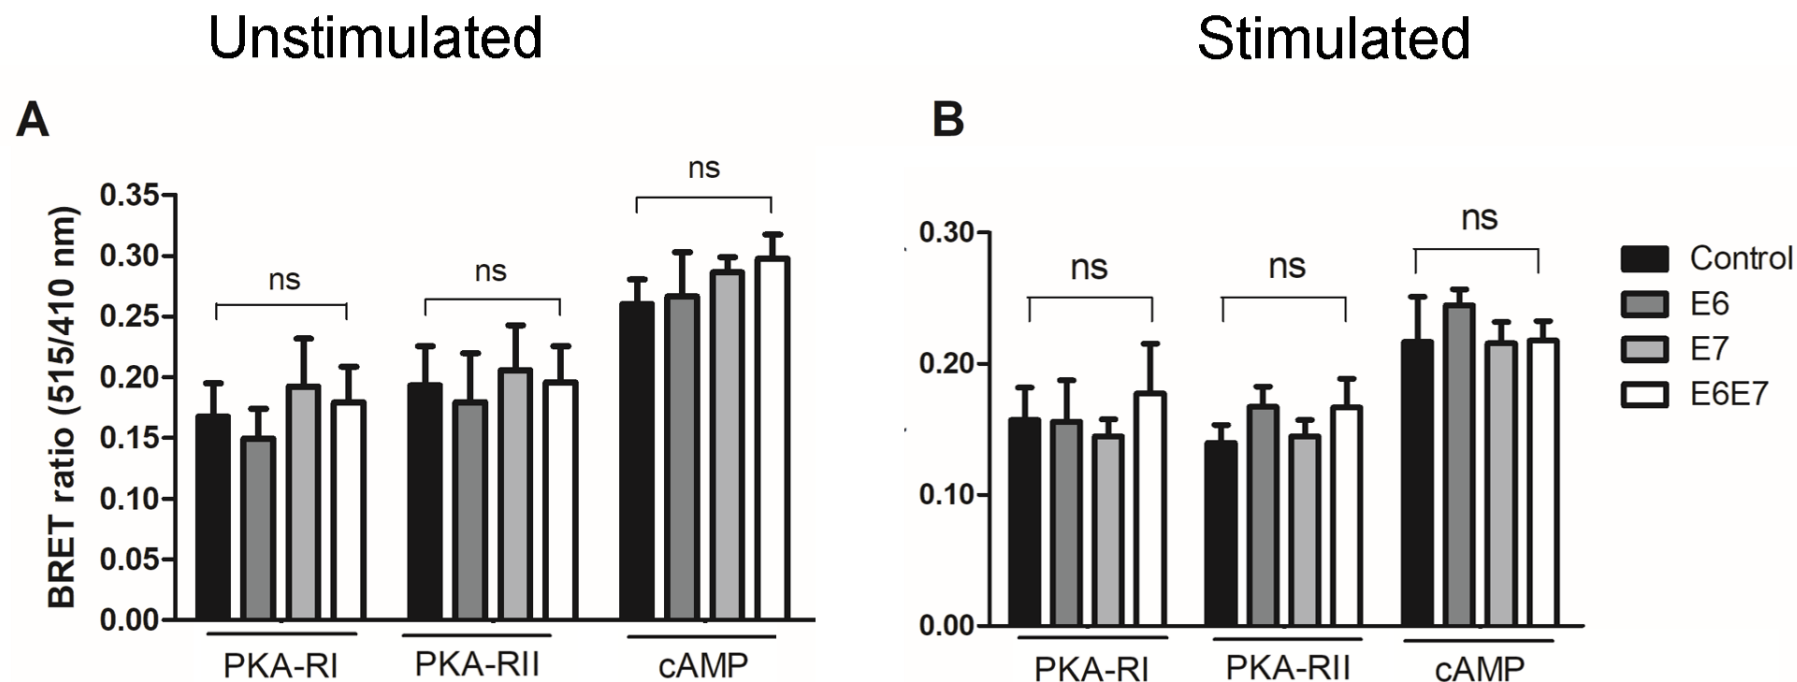 Unstimulated
Stimulated
A
B
BRET ratio (515/410 nm)
0.35
0.30
0.25
0.20
0.15
0.10
0.05
0.00
ns
ns
ns
PKA-RI
PKA-RII
cAMP
0.30
0.20
0.10
0.00
ns
ns
ns
PKA-RI
PKA-RII
cAMP
Control
E6
E7
E6E7